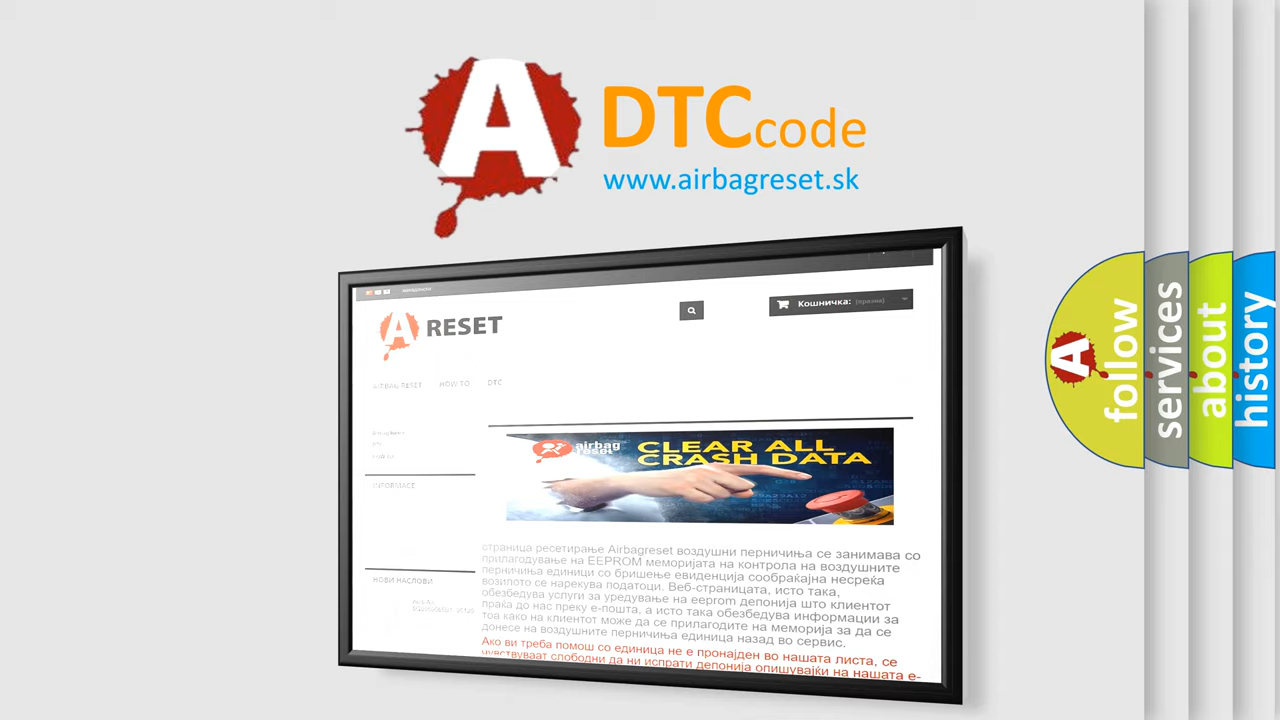 A
DTCcode
www.airbagreset.sk
A RESET
Кошничка: (празна)
AIRBAG RESET HOW TO DTC
airbag reset
CLEAR ALL
CRASH DATA
INFORMACE
НОВИ НАСЛОВИ
страница ресетирање Airbagreset воздушни перничиња се занимава со
прилагодување на EEPROM меморијата на контрола на воздушните
перничиња единици со бришење евиденција сообраќајна несреќа
возилото се нарекува податоци. Веб-страницата, исто така,
обезбедува услуги за уредување на eeprom депонија што клиентот
праќа до нас преку е-пошта, а исто така обезбедува информации за
тоа како на клиентот може да се прилагодите на меморија за да се
донесе на воздушните перничиња единица назад во сервис.
Ако ви треба помош со единица не е пронајден во нашата листа, се
чувствуваат слободни да ни испрати депонија опишувајќи на нашата е-
A
follow
services
about
history